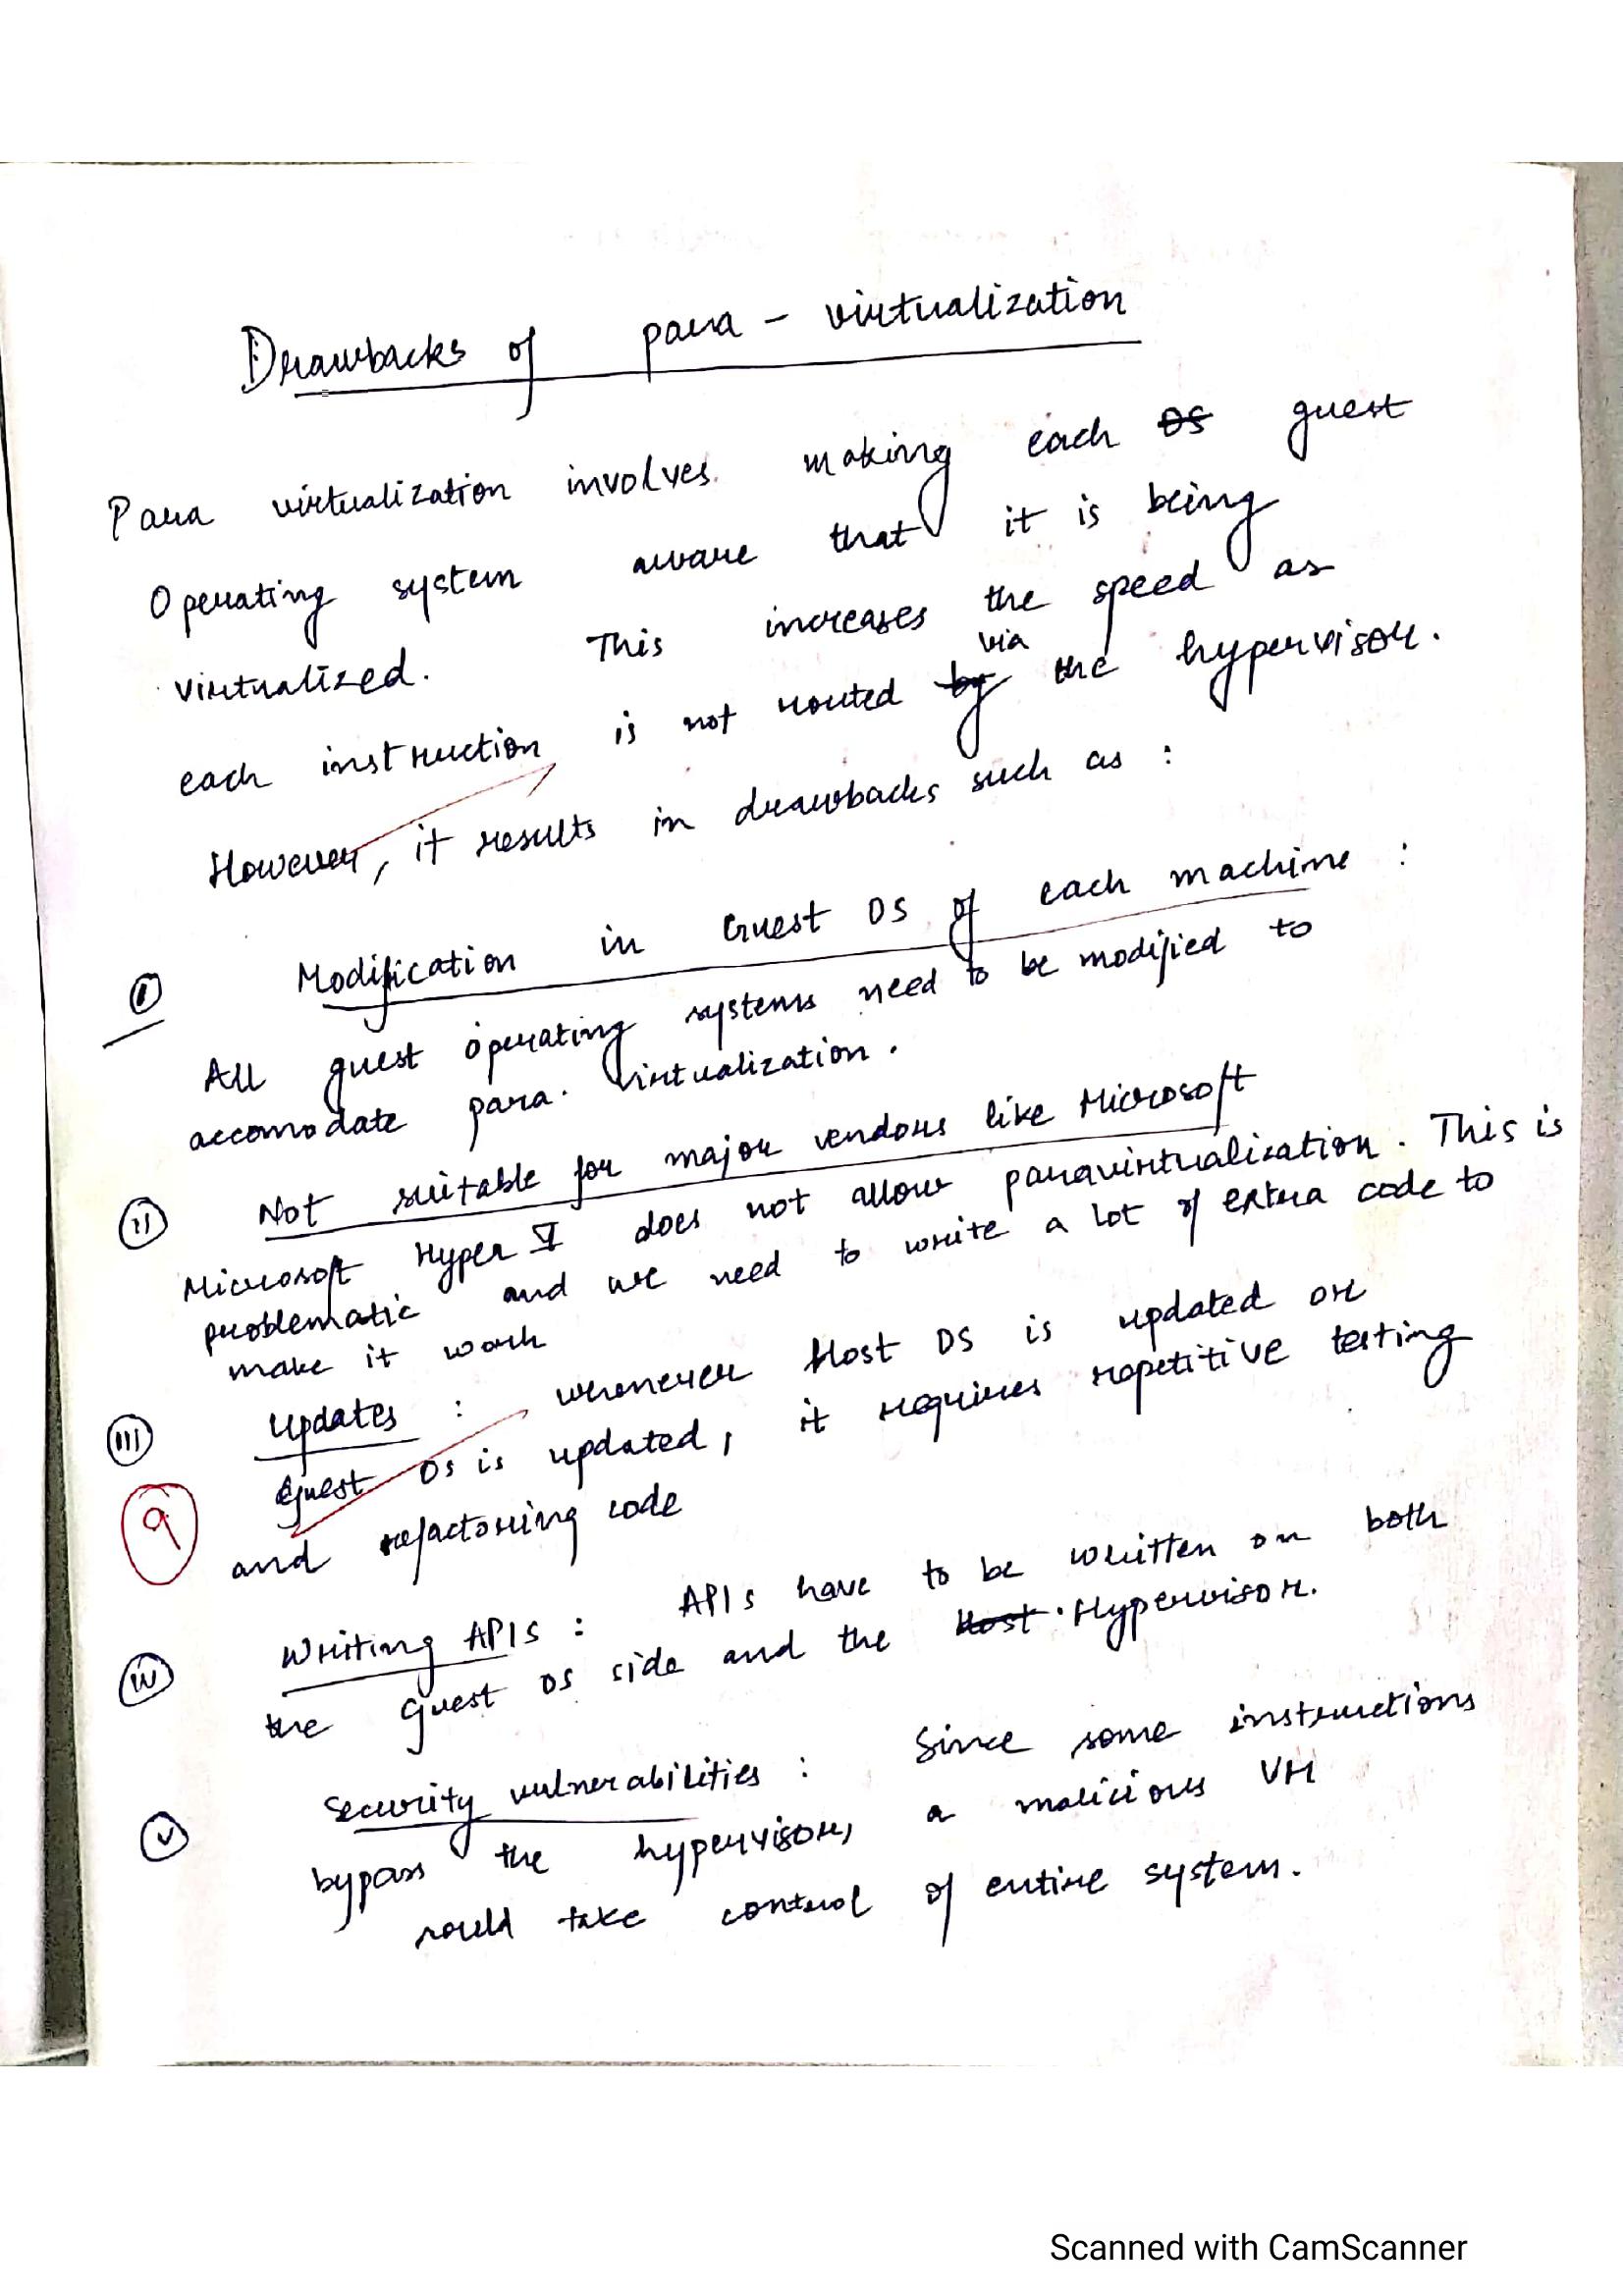 Drawbacks of para - virtualization
Para virtualization involves making each OS guest
Operating system aware that it is being
virtualized. This increases the speed as
each instruction is not routed by via the hypervisor.
However, it results in drawbacks such as :
I Modification in Guest OS of each machine :
All guest operating systems need to be modified to
accomodate para. virtualization.
II Not suitable for major vendors like Microsoft
Microsoft Hyper V does not allow paravirtualization. This is
problematic and we need to write a lot of extra code to
make it work
III Updates : whenever Host OS is updated or
Guest OS is updated, it requires repetitive testing
9
and refactoring code
IV Writing APIs : APIs have to be written on both
the guest OS side and the Host Hypervisor.
V Security vulnerabilities : Since some instructions
bypass the hypervisor, a malicious VM
could take control of entire system.
Scanned with CamScanner